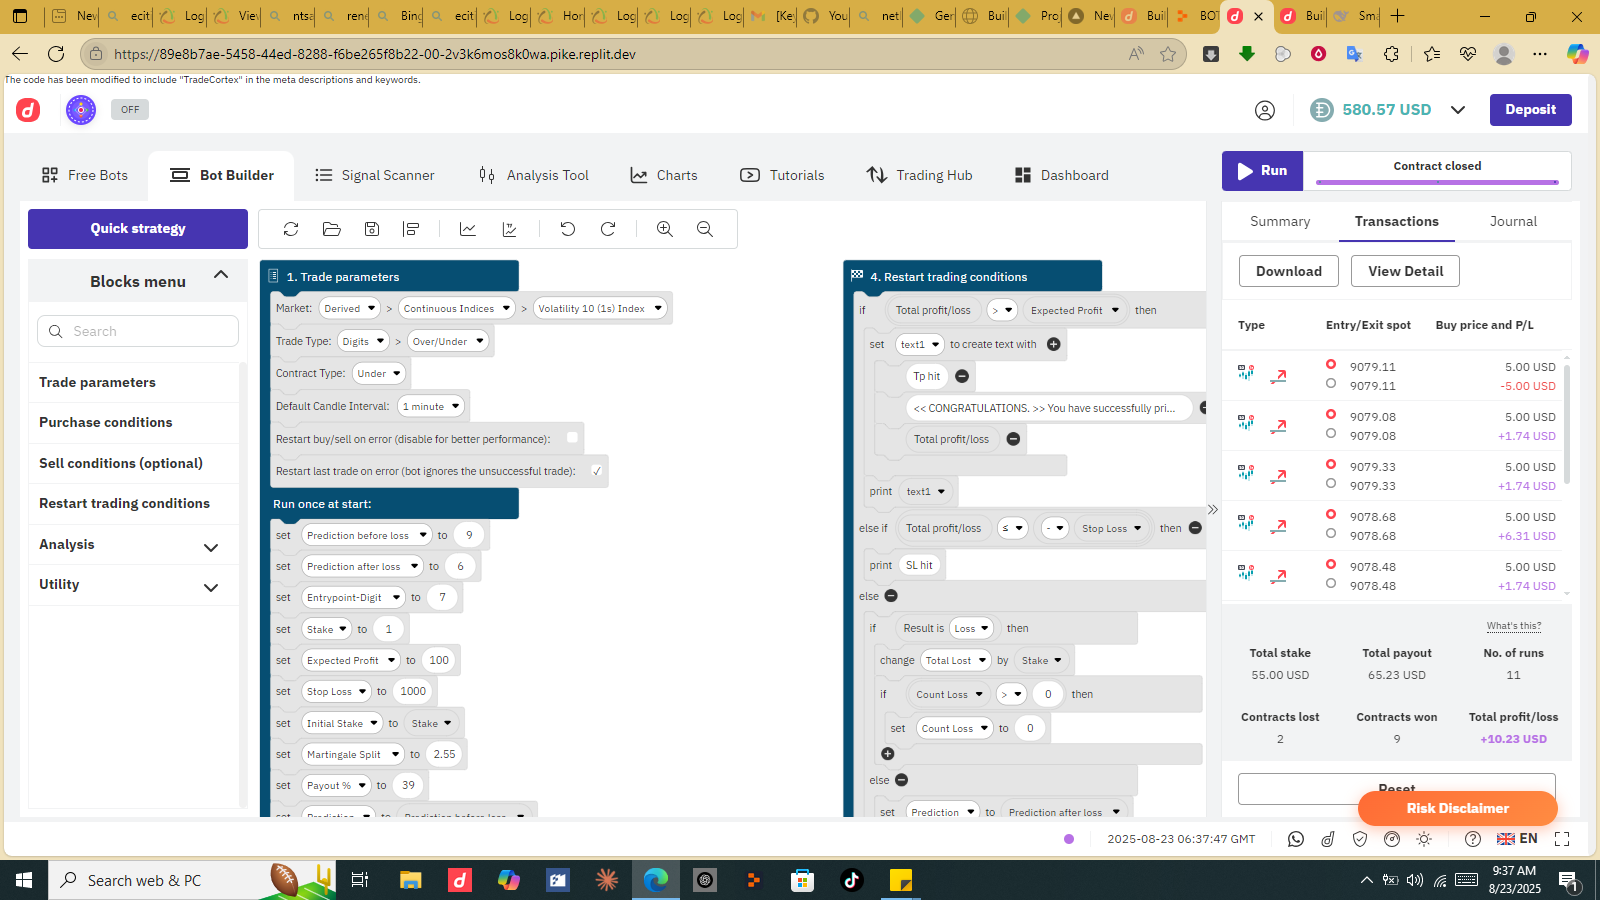 New
ecit
Log
Viev
ntsa
rene
Bing
ecit
Log
Hor
Log
Log
Log
[Key
You
net
Ger
Buil
Proj
Nev
Buil
BOT
Buil
Sma
https://89e8b7ae-5458-44ed-8288-f6be265f8b22-00-2v3k6mos8k0wa.pike.replit.dev
The code has been modified to include "TradeCortex" in the meta descriptions and keywords.
OFF
580.57 USD
Deposit
Free Bots
Bot Builder
Signal Scanner
Analysis Tool
Charts
Tutorials
Trading Hub
Dashboard
Run
Contract closed
Quick strategy
Summary
Transactions
Journal
Blocks menu
Search
Trade parameters
Purchase conditions
Sell conditions (optional)
Restart trading conditions
Analysis
Utility
1. Trade parameters
Market: Derived > Continuous Indices > Volatility 10 (1s) Index
Trade Type: Digits > Over/Under
Contract Type: Under
Default Candle Interval: 1 minute
Restart buy/sell on error (disable for better performance):
Restart last trade on error (bot ignores the unsuccessful trade): ✓
Run once at start:
set Prediction before loss to 9
set Prediction after loss to 6
set Entrypoint-Digit to 7
set Stake to 1
set Expected Profit to 100
set Stop Loss to 1000
set Initial Stake to Stake
set Martingale Split to 2.55
set Payout % to 39
set Prediction to Prediction before loss
4. Restart trading conditions
if Total profit/loss > Expected Profit then
set text1 to create text with
Tp hit
<< CONGRATULATIONS. >> You have successfully pri...
Total profit/loss
print text1
else if Total profit/loss ≤ - Stop Loss then
print SL hit
else
if Result is Loss then
change Total Lost by Stake
if Count Loss > 0 then
set Count Loss to 0
else
set Prediction to Prediction after loss
Download
View Detail
Type Entry/Exit spot Buy price and P/L
9079.11 5.00 USD
9079.11 -5.00 USD
9079.08 5.00 USD
9079.08 +1.74 USD
9079.33 5.00 USD
9079.33 +1.74 USD
9078.68 5.00 USD
9078.68 +6.31 USD
9078.48 5.00 USD
9078.48 +1.74 USD
What's this?
Total stake Total payout No. of runs
55.00 USD 65.23 USD 11
Contracts lost Contracts won Total profit/loss
2 9 +10.23 USD
Reset
Risk Disclaimer
2025-08-23 06:37:47 GMT
EN
Search web & PC
9:37 AM
8/23/2025
1